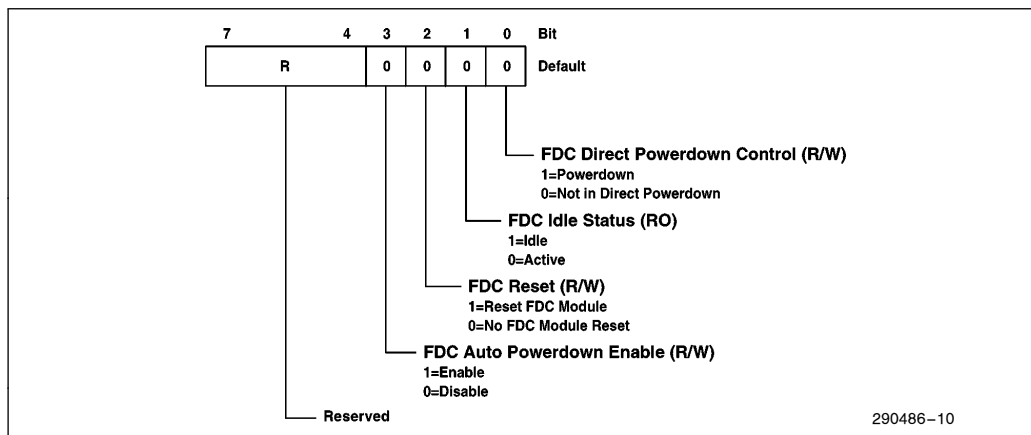 7 4 3 2 1 0 Bit
R 0 0 0 0 Default
FDC Direct Powerdown Control (R/W)
1=Powerdown
0=Not in Direct Powerdown
FDC Idle Status (RO)
1=Idle
0=Active
FDC Reset (R/W)
1=Reset FDC Module
0=No FDC Module Reset
FDC Auto Powerdown Enable (R/W)
1=Enable
0=Disable
Reserved
290486–10